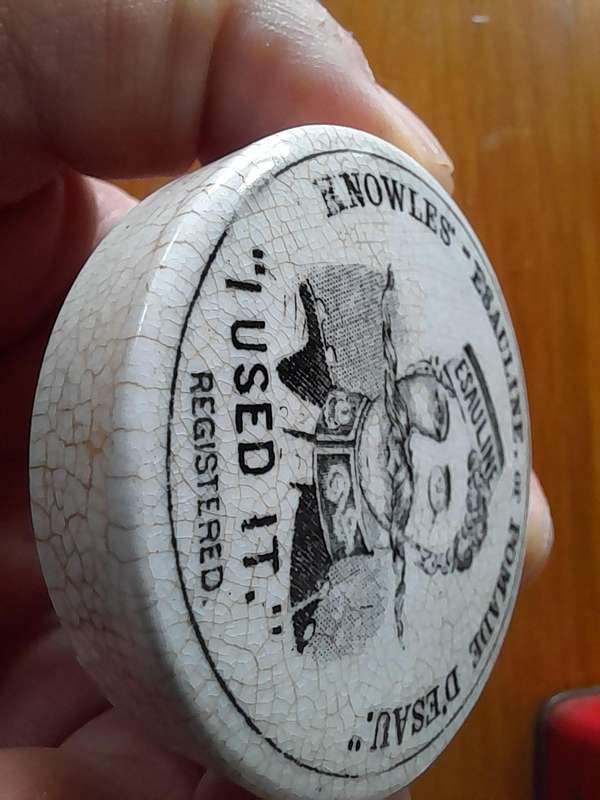 KNOWLES' "ESAULINE, or POMADE D'ESAU."
ESAULINE
"I USED IT."
REGISTERED.